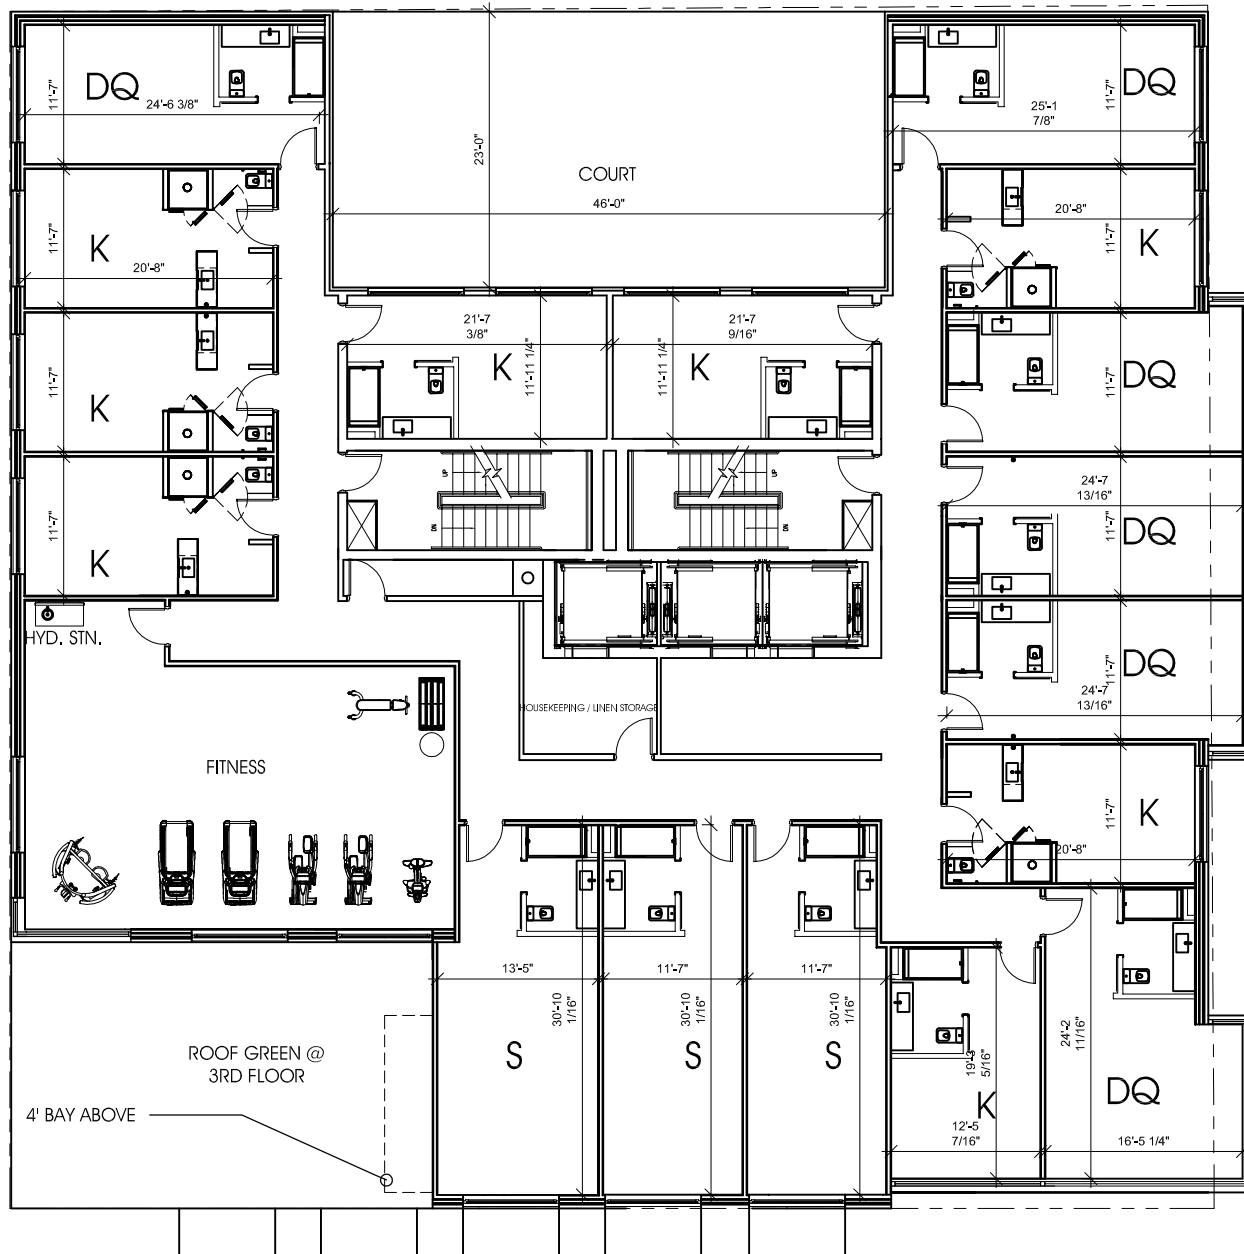 23'-0"
11'-7"
DQ
24'-6 3/8"
DQ
11'-7"
25'-1
7/8"
COURT
46'-0"
11'-7"
K
20'-8"
20'-8"
11'-7"
K
21'-7
3/8"
K
11'-11 1/4"
21'-7
9/16"
11'-11 1/4"
K
11'-7"
K
11'-7"
DQ
UP
DN
UP
DN
24'-7
13/16"
11'-7"
DQ
11'-7"
K
HYD. STN.
11'-7"
DQ
24'-7
13/16"
HOUSEKEEPING / LINEN STORAGE
FITNESS
11'-7"
K
20'-8"
13'-5"
11'-7"
11'-7"
30'-10
1/16"
30'-10
1/16"
30'-10
1/16"
S
S
S
24'-2
11/16"
19'-3
5/16"
K
DQ
12'-5
7/16"
16'-5 1/4"
ROOF GREEN @
3RD FLOOR
4' BAY ABOVE